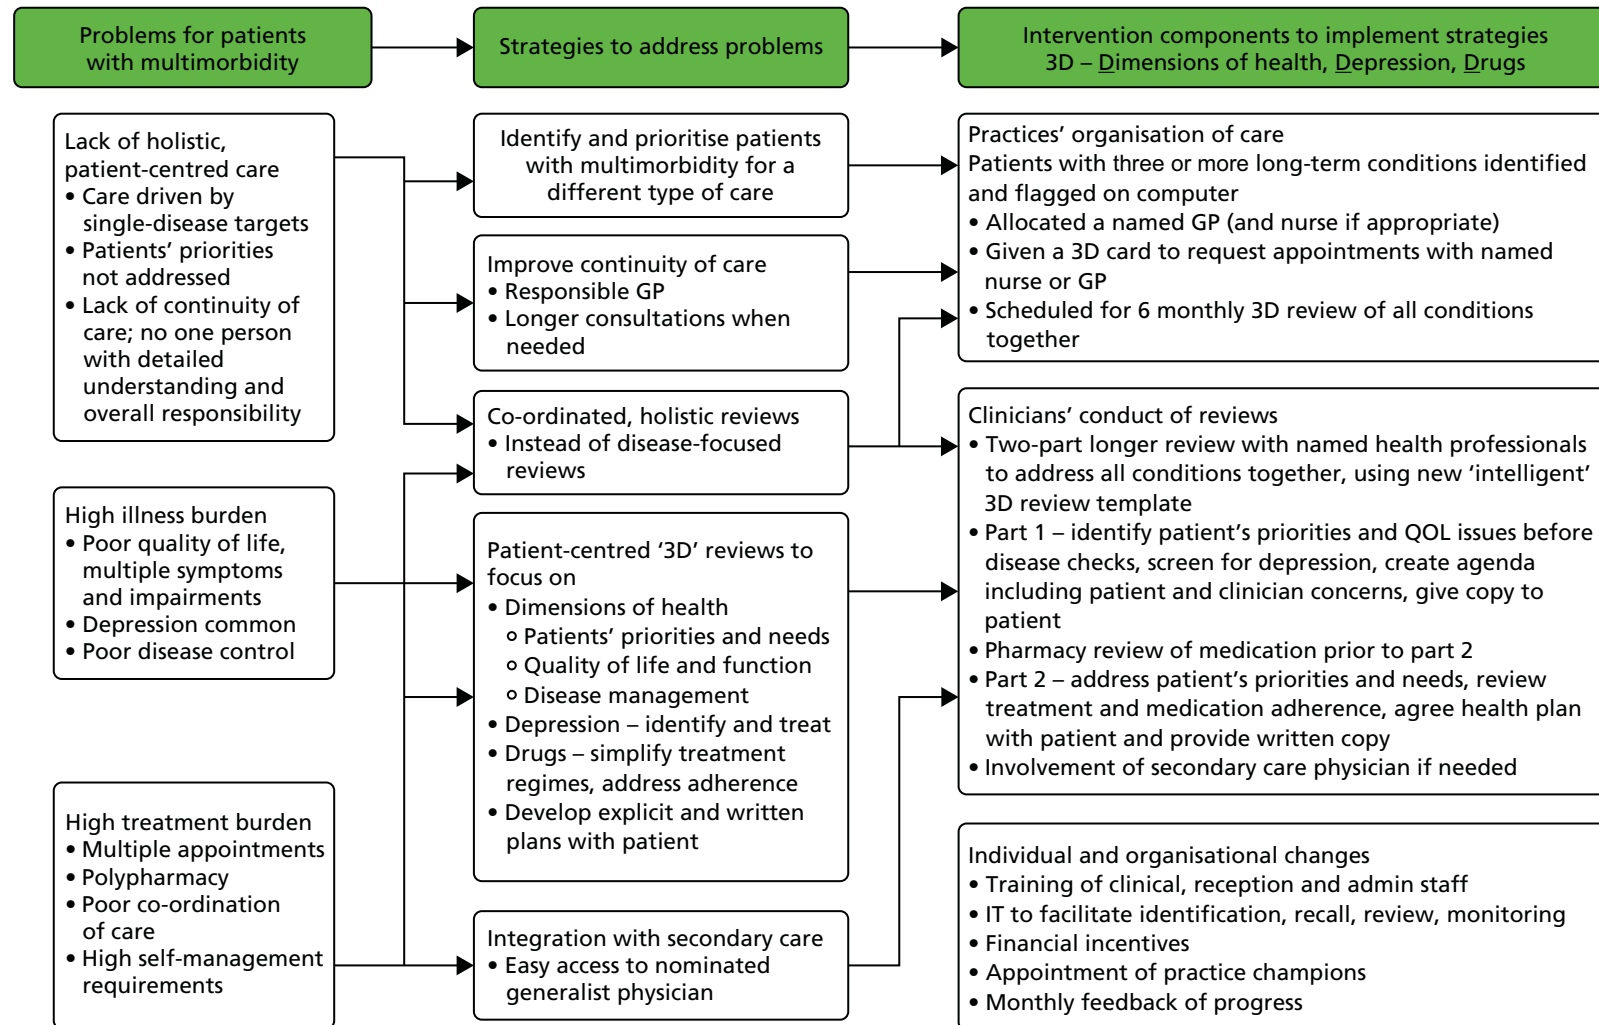 Problems for patients
with multimorbidity
Strategies to address problems
Intervention components to implement strategies
3D – Dimensions of health, Depression, Drugs
Lack of holistic,
patient-centred care
• Care driven by
single-disease targets
• Patients’ priorities
not addressed
• Lack of continuity of
care; no one person
with detailed
understanding and
overall responsibility
High illness burden
• Poor quality of life,
multiple symptoms
and impairments
• Depression common
• Poor disease control
High treatment burden
• Multiple appointments
• Polypharmacy
• Poor co-ordination
of care
• High self-management
requirements
Identify and prioritise patients
with multimorbidity for a
different type of care
Improve continuity of care
• Responsible GP
• Longer consultations when
needed
Co-ordinated, holistic reviews
• Instead of disease-focused
reviews
Patient-centred ‘3D’ reviews to
focus on
• Dimensions of health
Patients’ priorities and needs
Quality of life and function
Disease management
• Depression – identify and treat
• Drugs – simplify treatment
regimes, address adherence
• Develop explicit and written
plans with patient
Integration with secondary care
• Easy access to nominated
generalist physician
Practices’ organisation of care
Patients with three or more long-term conditions identified
and flagged on computer
• Allocated a named GP (and nurse if appropriate)
• Given a 3D card to request appointments with named
nurse or GP
• Scheduled for 6 monthly 3D review of all conditions
together
Clinicians’ conduct of reviews
• Two-part longer review with named health professionals
to address all conditions together, using new ‘intelligent’
3D review template
• Part 1 – identify patient’s priorities and QOL issues before
disease checks, screen for depression, create agenda
including patient and clinician concerns, give copy to
patient
• Pharmacy review of medication prior to part 2
• Part 2 – address patient’s priorities and needs, review
treatment and medication adherence, agree health plan
with patient and provide written copy
• Involvement of secondary care physician if needed
Individual and organisational changes
• Training of clinical, reception and admin staff
• IT to facilitate identification, recall, review, monitoring
• Financial incentives
• Appointment of practice champions
• Monthly feedback of progress